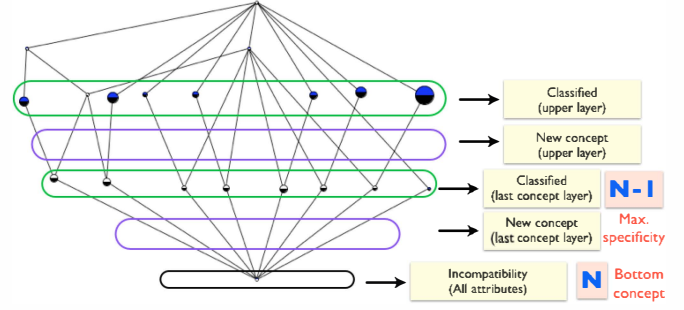 Classified
(upper layer)
New concept
(upper layer)
Classified
(last concept layer)
N-1
New concept
(last concept layer)
Max.
specificity
Incompatibility
(All attributes)
N
Bottom
concept